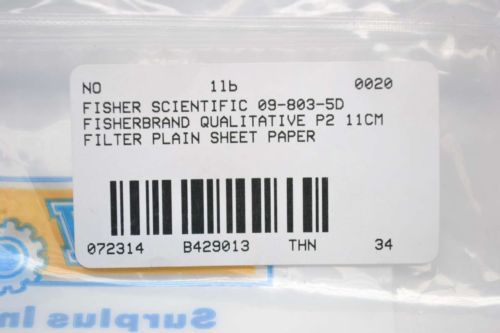 NO 11b 0020
FISHER SCIENTIFIC 09-803-5D
FISHERBRAND QUALITATIVE P2 11CM
FILTER PLAIN SHEET PAPER
072314 B429013 THN 34
Surplus In